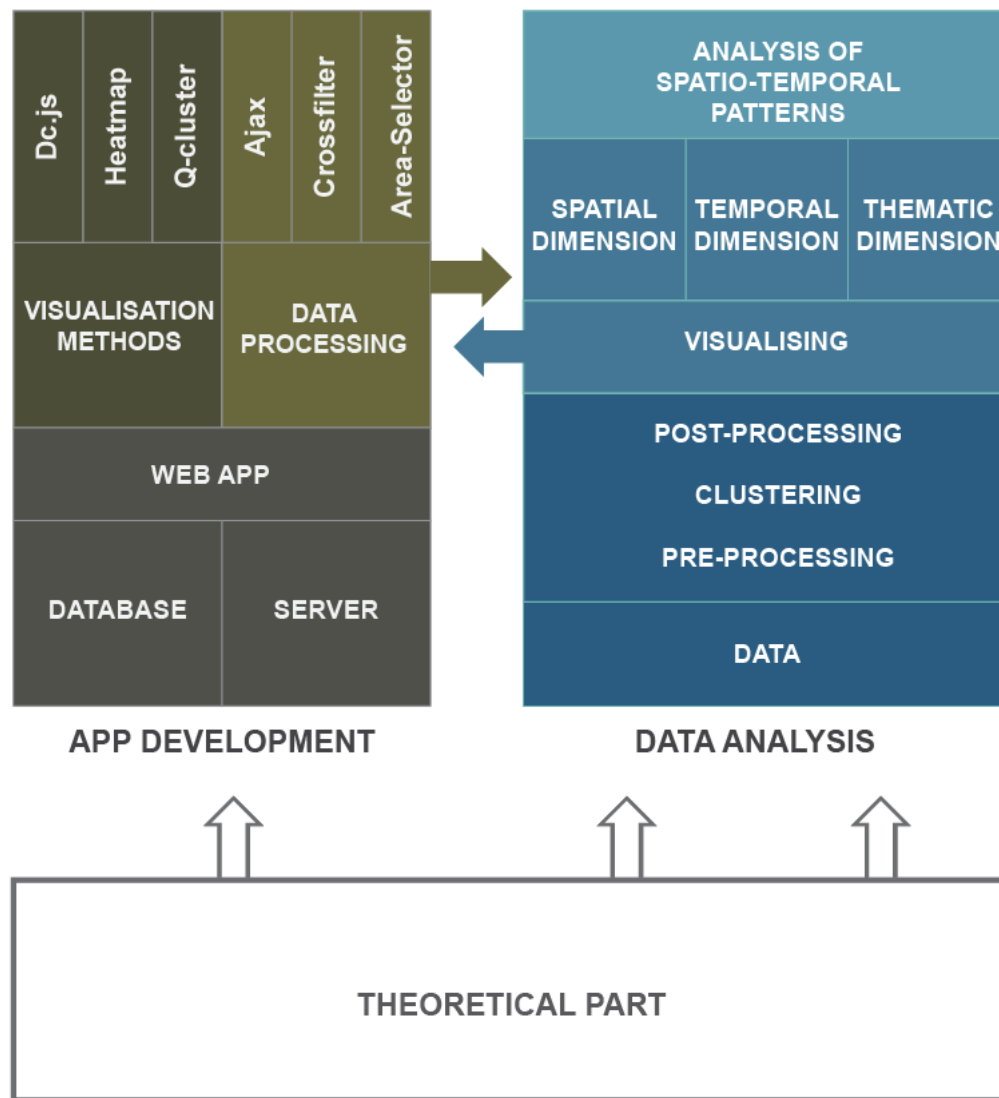 Dc.js
Heatmap
Q-cluster
Ajax
Crossfilter
Area-Selector
VISUALISATION
METHODS
DATA
PROCESSING
WEB APP
DATABASE
SERVER
APP DEVELOPMENT
ANALYSIS OF
SPATIO-TEMPORAL
PATTERNS
SPATIAL
DIMENSION
TEMPORAL
DIMENSION
THEMATIC
DIMENSION
VISUALISING
POST-PROCESSING
CLUSTERING
PRE-PROCESSING
DATA
DATA ANALYSIS
THEORETICAL PART